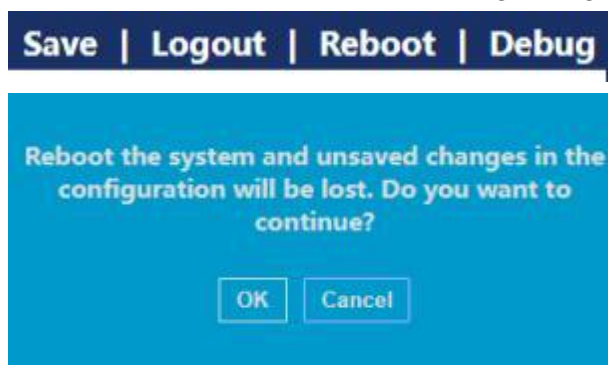 Save | Logout | Reboot | Debug
Reboot the system and unsaved changes in the
configuration will be lost. Do you want to
continue?
OK Cancel